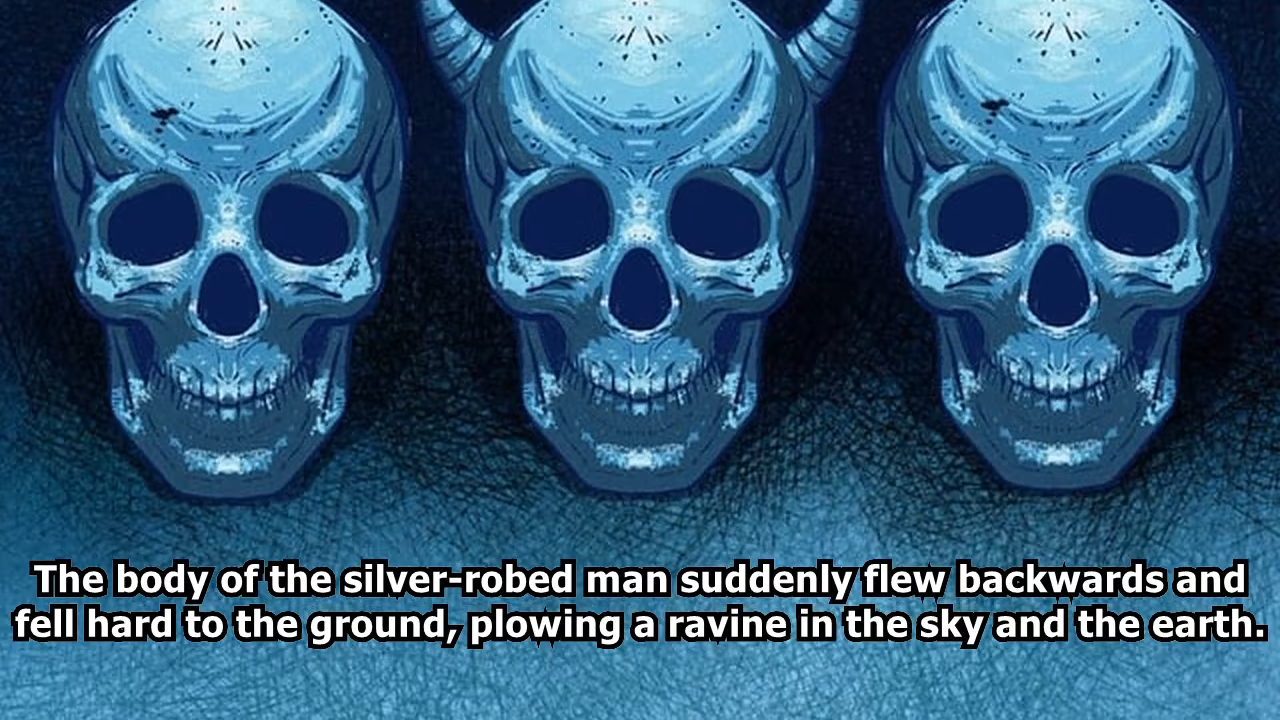 The body of the silver-robed man suddenly flew backwards and
fell hard to the ground, plowing a ravine in the sky and the earth.